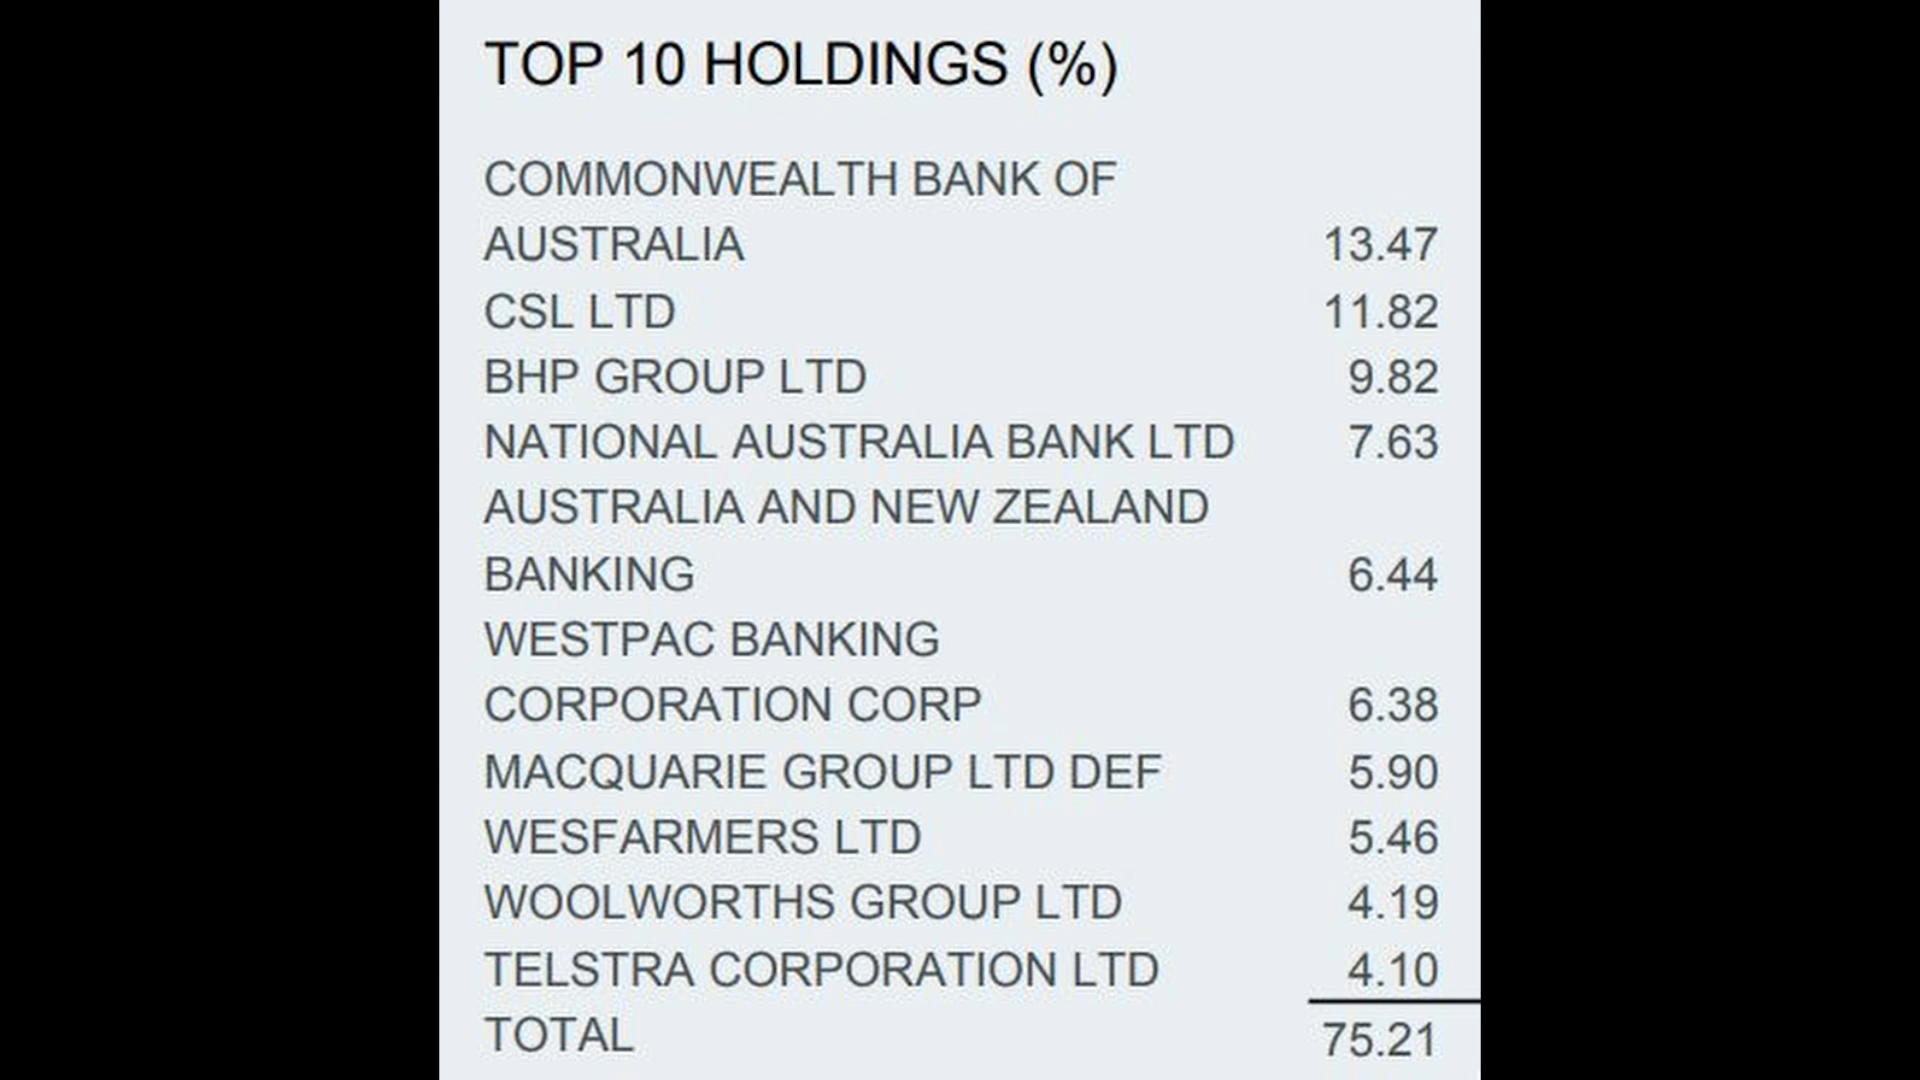 TOP 10 HOLDINGS (%)
COMMONWEALTH BANK OF
AUSTRALIA 13.47
CSL LTD 11.82
BHP GROUP LTD 9.82
NATIONAL AUSTRALIA BANK LTD 7.63
AUSTRALIA AND NEW ZEALAND
BANKING 6.44
WESTPAC BANKING
CORPORATION CORP 6.38
MACQUARIE GROUP LTD DEF 5.90
WESFARMERS LTD 5.46
WOOLWORTHS GROUP LTD 4.19
TELSTRA CORPORATION LTD 4.10
TOTAL 75.21